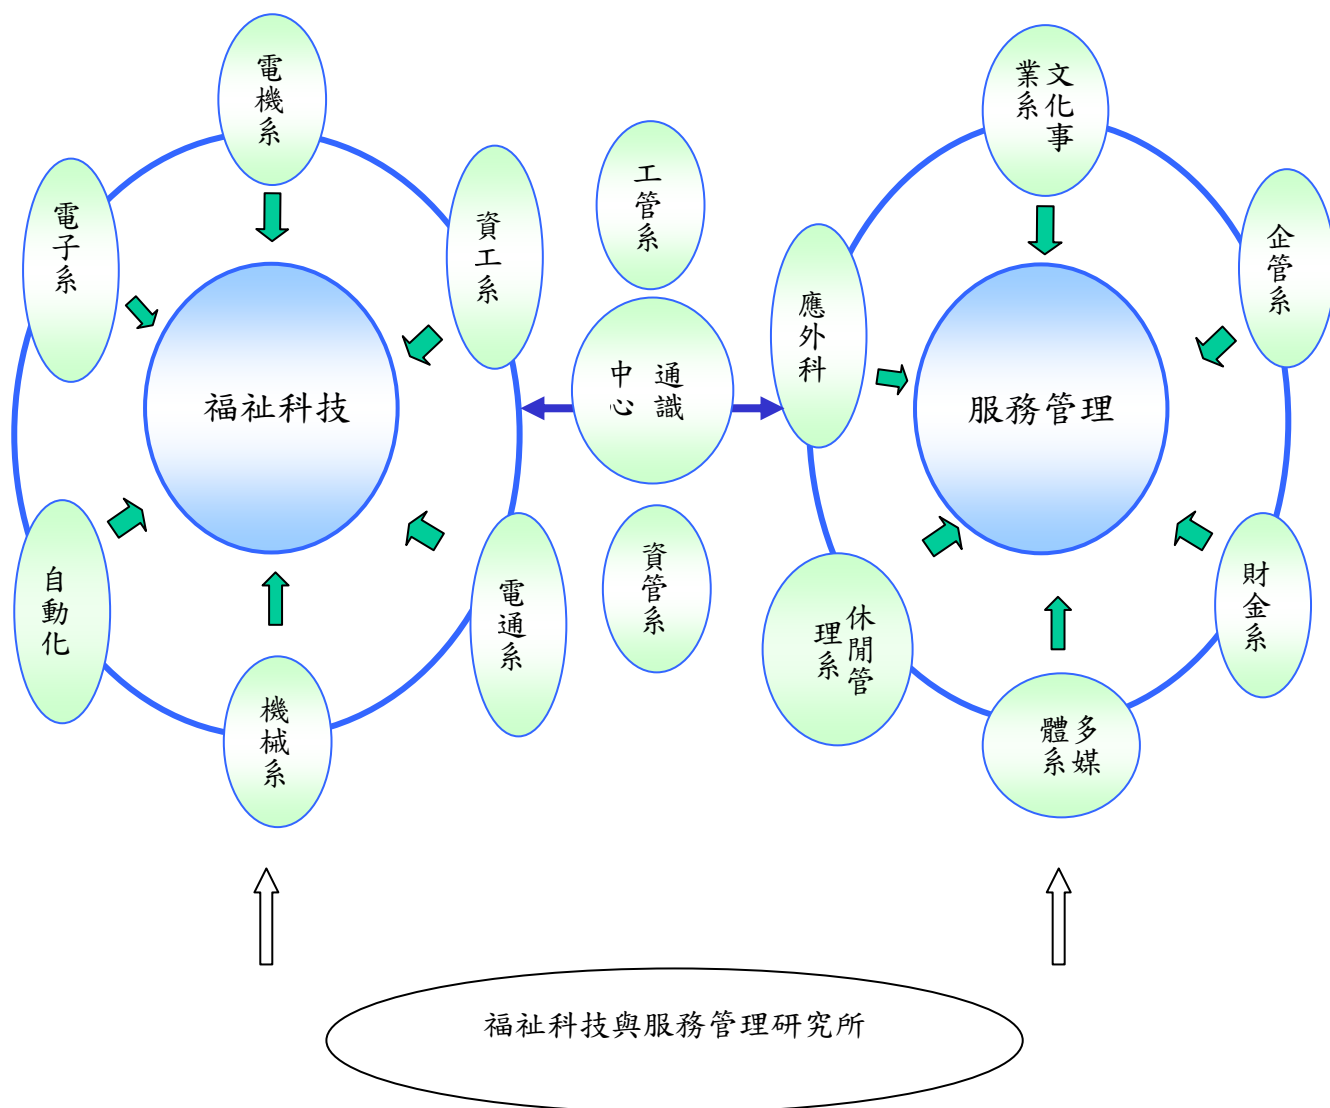 電機系
電子系
資工系
福祉科技
自動化
電通系
機械系
工管系
通識
中心
資管系
文化事
業系
應外科
企管系
服務管理
休閒管
理系
財金系
多媒
體系
福祉科技與服務管理研究所